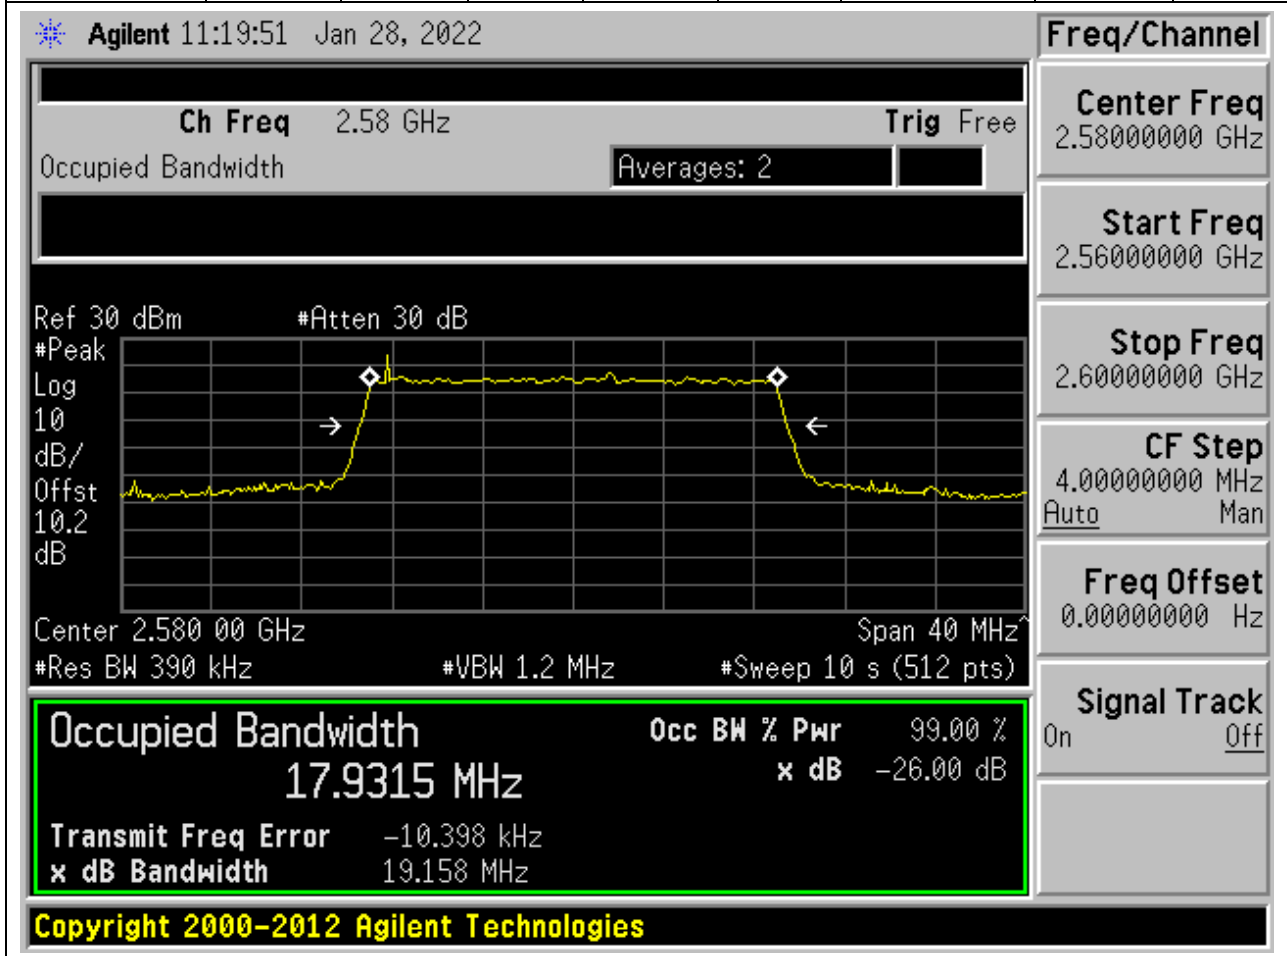 Agilent 11:19:51 Jan 28, 2022
Freq/Channel
Ch Freq 2.58 GHz Trig Free
Occupied Bandwidth Averages: 2
Center Freq
2.58000000 GHz
Start Freq
2.56000000 GHz
Stop Freq
2.60000000 GHz
CF Step
4.00000000 MHz
Auto Man
Freq Offset
0.00000000 Hz
Signal Track
On Off
Ref 30 dBm #Atten 30 dB
#Peak
Log
10
dB/
Offst
10.2
dB
Center 2.580 00 GHz Span 40 MHz^
#Res BW 390 kHz #VBW 1.2 MHz #Sweep 10 s (512 pts)
Occupied Bandwidth Occ BW % Pwr 99.00 %
17.9315 MHz x dB -26.00 dB
Transmit Freq Error -10.398 kHz
x dB Bandwidth 19.158 MHz
Copyright 2000-2012 Agilent Technologies